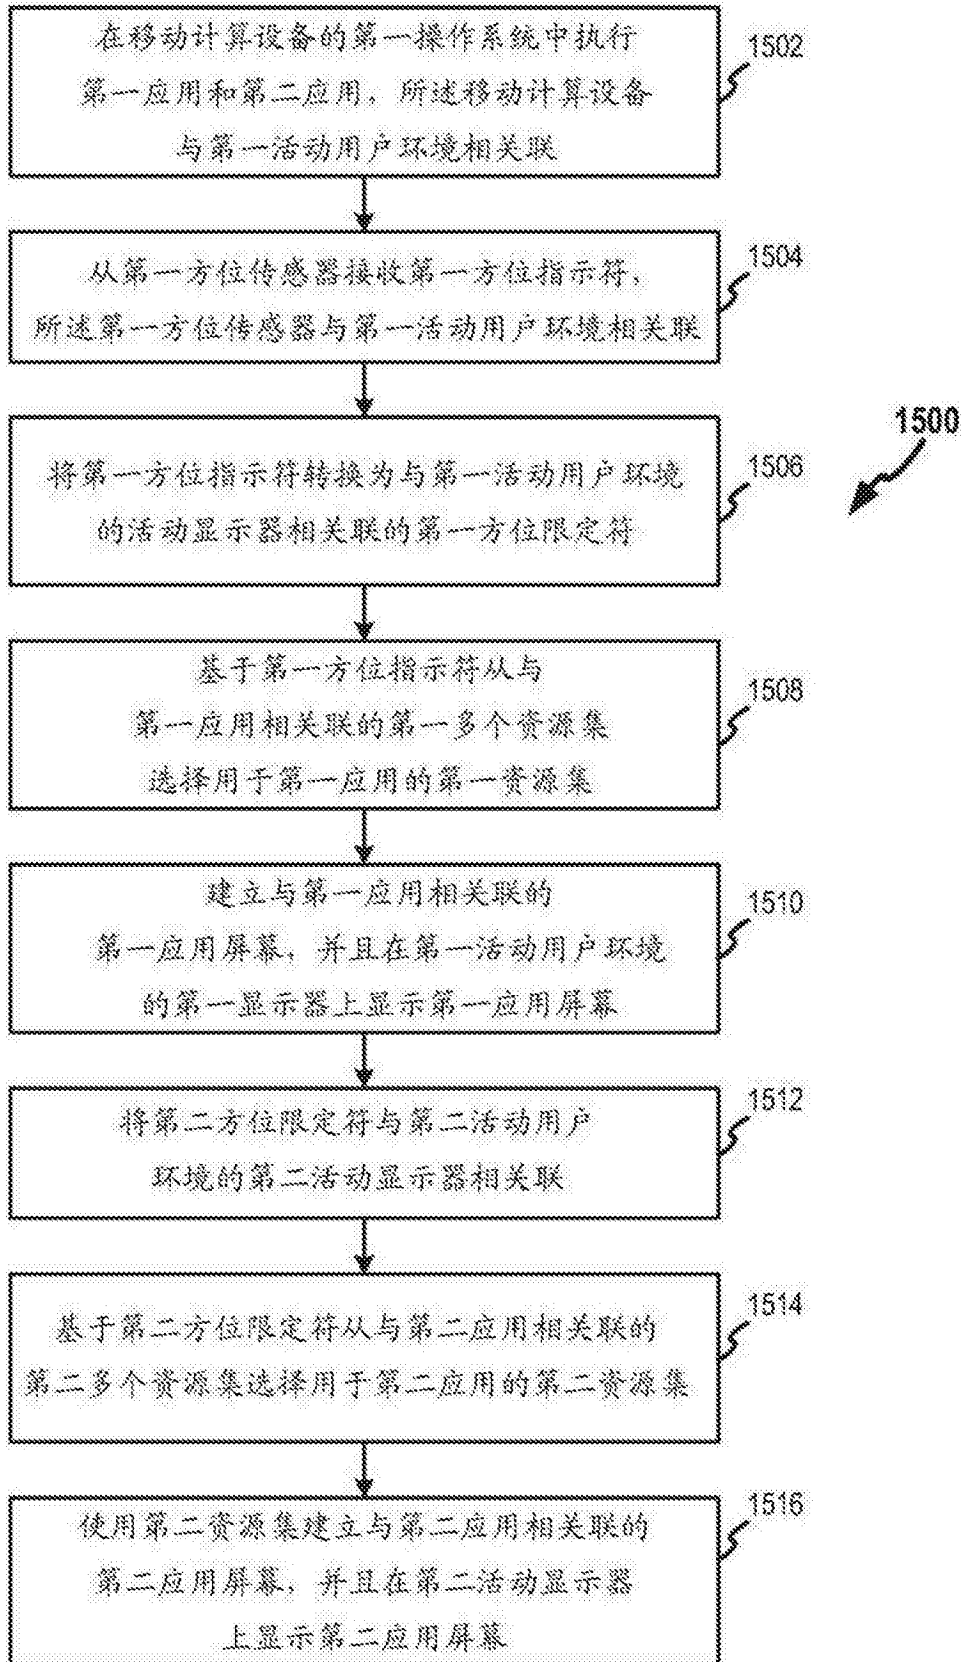 在移动计算设备的第一操作系统中执行
第一应用和第二应用，所述移动计算设备
与第一活动用户环境相关联
1502
从第一方位传感器接收第一方位指示符，
所述第一方位传感器与第一活动用户环境相关联
1504
将第一方位指示符转换为与第一活动用户环境
的活动显示器相关联的第一方位限定符
1506
1500
基于第一方位指示符从与
第一应用相关联的第一多个资源集
选择用于第一应用的第一资源集
1508
建立与第一应用相关联的
第一应用屏幕，并且在第一活动用户环境
的第一显示器上显示第一应用屏幕
1510
将第二方位限定符与第二活动用户
环境的第二活动显示器相关联
1512
基于第二方位限定符从与第二应用相关联的
第二多个资源集选择用于第二应用的第二资源集
1514
使用第二资源集建立与第二应用相关联的
第二应用屏幕，并且在第二活动显示器
上显示第二应用屏幕
1516